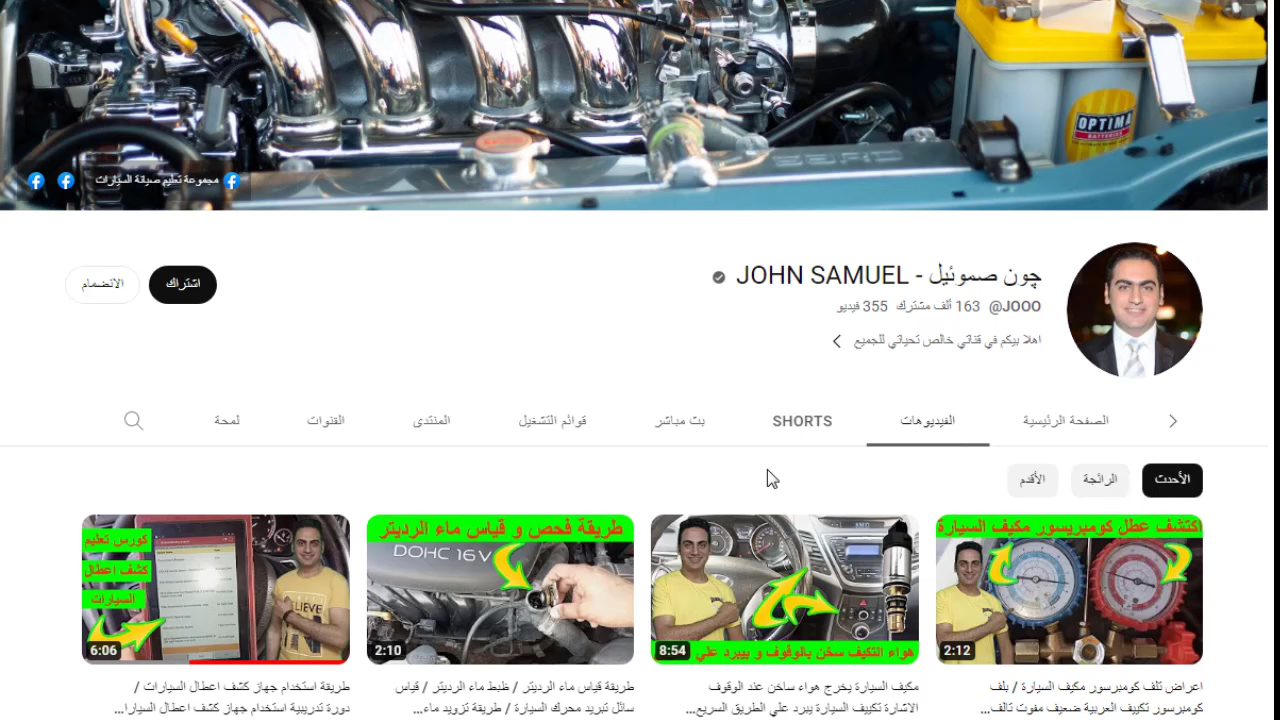 OPTIMA
BATTERIES
مجموعة تعليم صيانة السيارات
چون صموئيل - JOHN SAMUEL
@JOOO 163 ألف مشترك 355 فيديو
اهلا بيكم في قناتي خالص تحياتي للجميع
اشتراك
الانضمام
الصفحة الرئيسية
الفيديوهات
SHORTS
بث مباشر
قوائم التشغيل
المنتدى
القنوات
لمحة
الأحدث
الرائجة
الأقدم
اكتشف عطل كومبريسور مكيف السيارة
2:12
اعراض تلف كومبرسور مكيف السيارة / بلف
كومبرسور تكييف العربية ضعيف مفوت تالف...
هواء التكيف سخن بالوقوف و بيبرد علي
8:54
مكيف السيارة يخرج هواء ساخن عند الوقوف
الاشارة تكييف السيارة يبرد علي الطريق السريع...
طريقة فحص و قياس ماء الرديتر
DOHC 16V
2:10
طريقة قياس ماء الرديتر / ظبط ماء الرديتر / قياس
سائل تبريد محرك السيارة / طريقة تزويد ماء...
كورس تعليم
كشف اعطال
السيارات
6:06
طريقة استخدام جهاز كشف اعطال السيارات /
دورة تدريبية استخدام جهاز كشف اعطال السيارا...